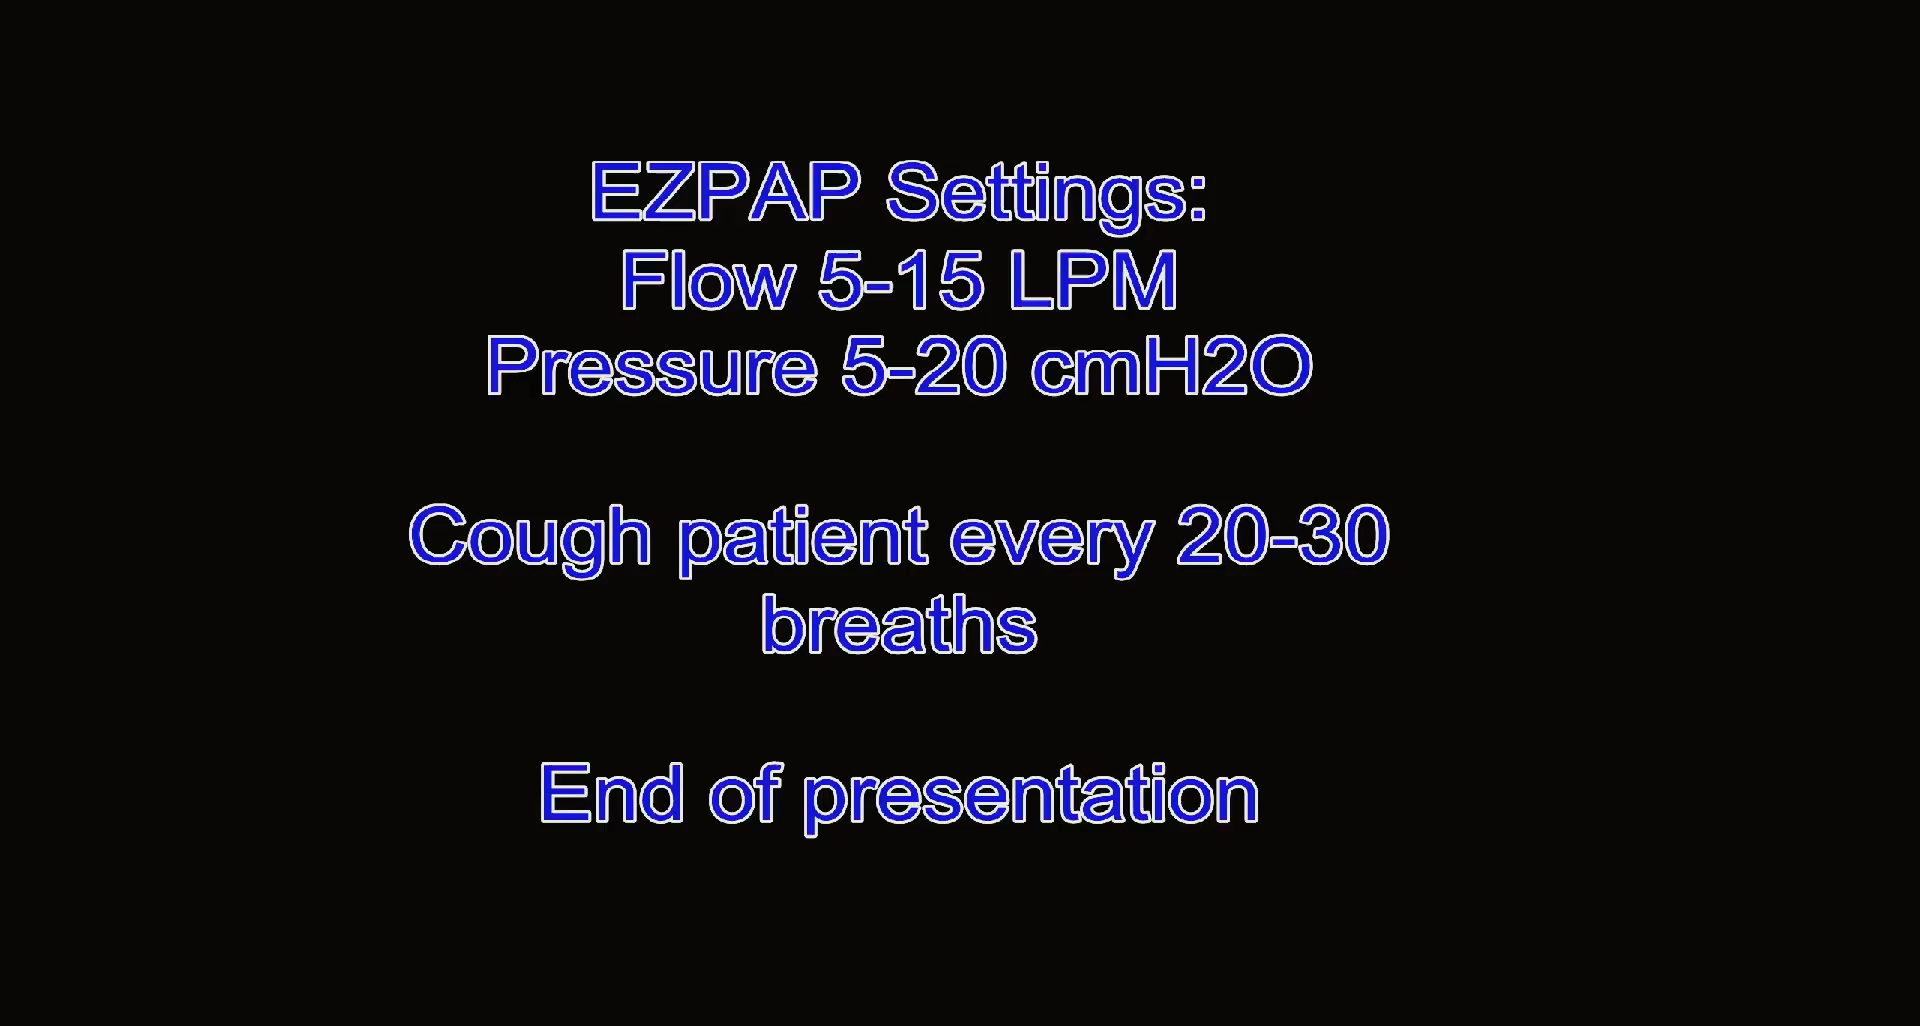 EZPAP Settings:
Flow 5-15 LPM
Pressure 5-20 cmH2O
Cough patient every 20-30
breaths
End of presentation